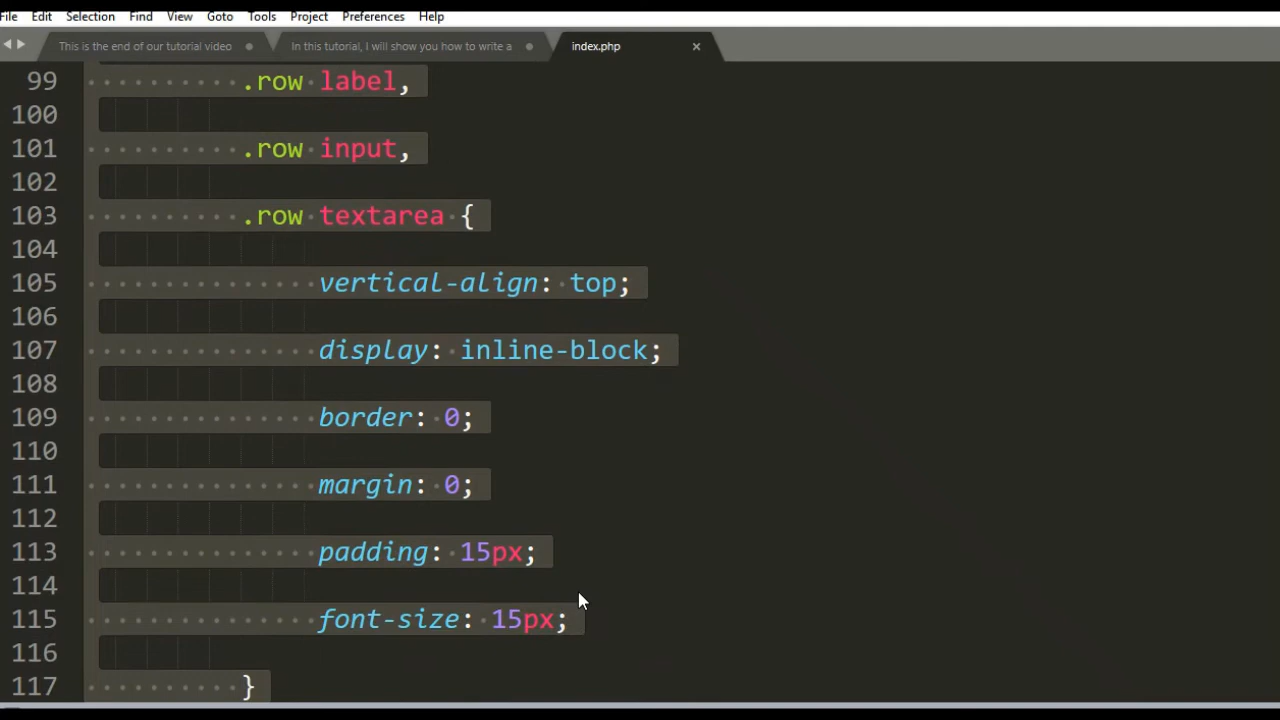 File Edit Selection Find View Goto Tools Project Preferences Help
This is the end of our tutorial video In this tutorial, I will show you how to write a index.php
99 .row label,
100
101 .row input,
102
103 .row textarea {
104
105 vertical-align: top;
106
107 display: inline-block;
108
109 border: 0;
110
111 margin: 0;
112
113 padding: 15px;
114
115 font-size: 15px;
116
117 }